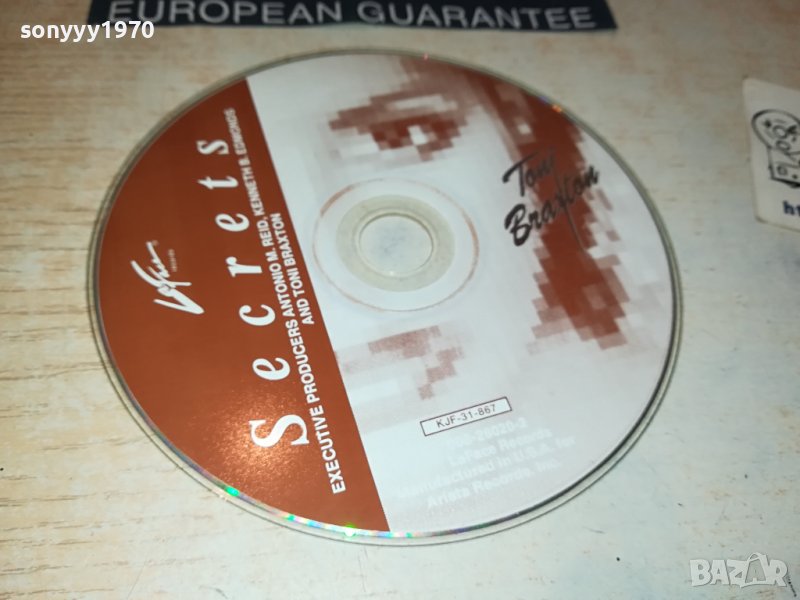 sonyyy1970
EUROPEAN GUARANTEE
Secrets
EXECUTIVE PRODUCERS ANTONIO M. REID, KENNETH B. EDMONDS
AND TONI BRAXTON
LaFace
Toni
Braxton
KJF-31-867
LaFace Records
Manufactured in U.S.A. for
Arista Records, Inc.
BAZAR